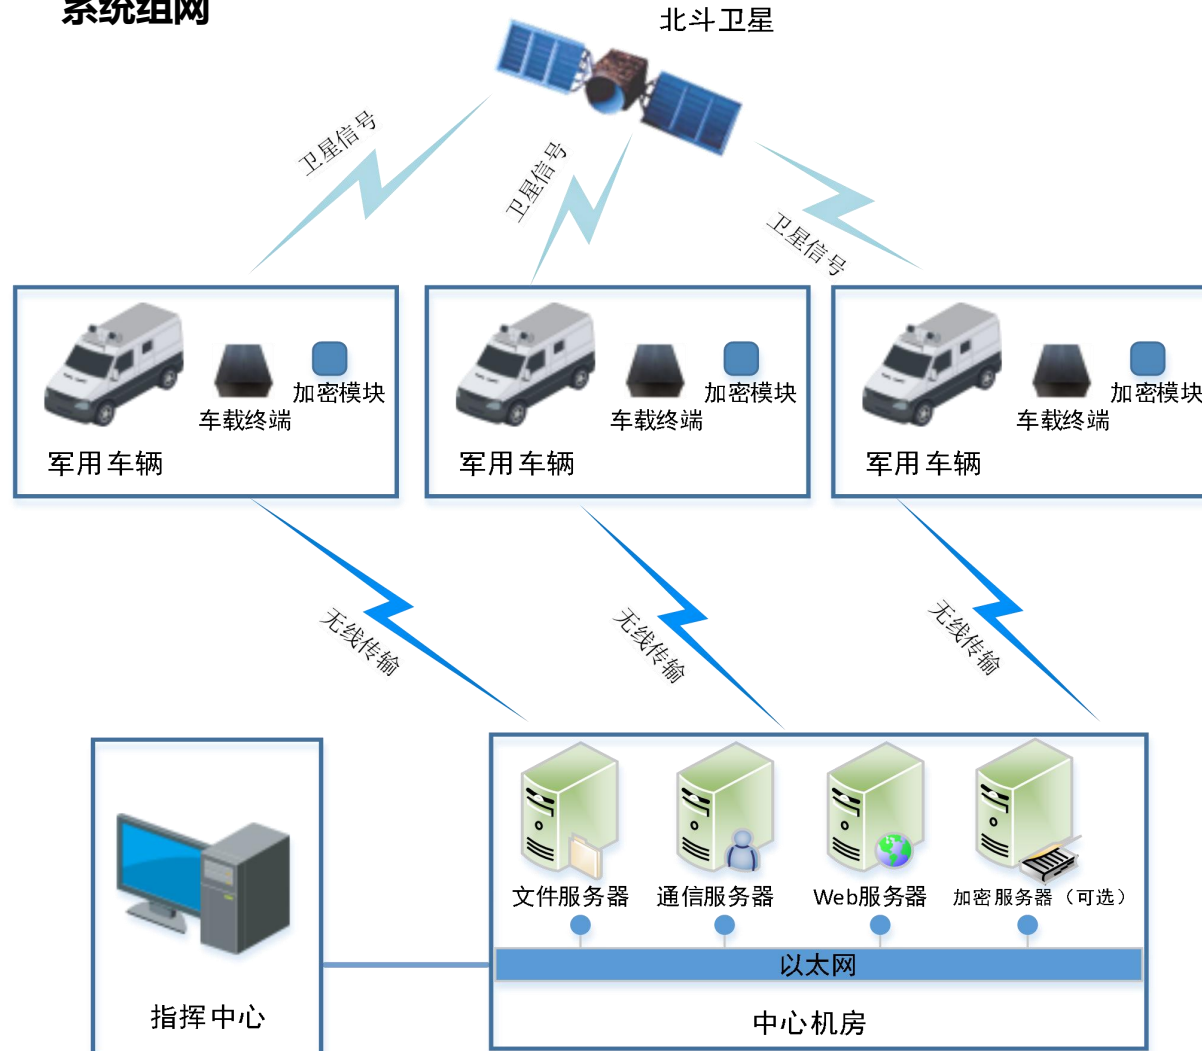 系统组网
北斗卫星
卫星信号
卫星信号
卫星信号
加密模块
车载终端
军用车辆
加密模块
车载终端
军用车辆
加密模块
车载终端
军用车辆
无线传输
无线传输
无线传输
文件服务器
通信服务器
Web服务器
加密服务器（可选）
以太网
指挥中心
中心机房